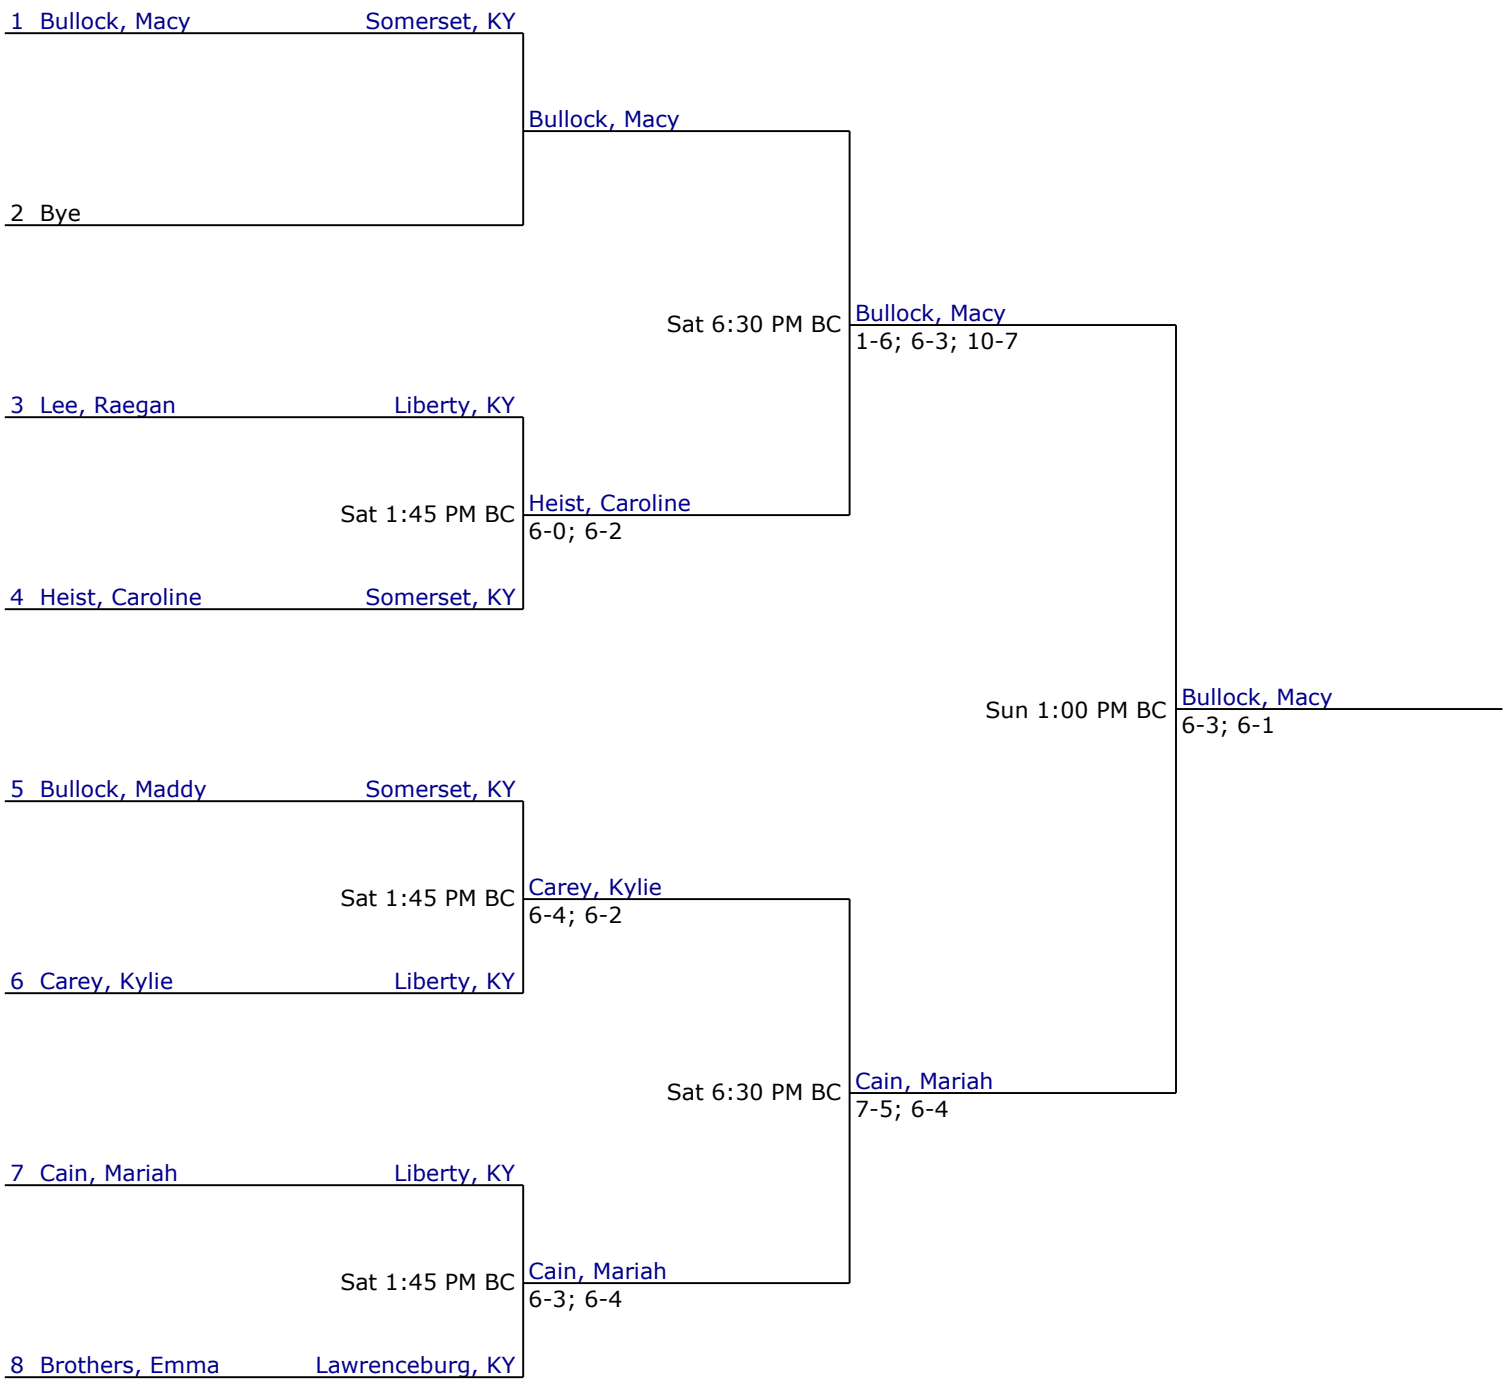 1 Bullock, Macy Somerset, KY
Bullock, Macy
2 Bye
Sat 6:30 PM BC
Bullock, Macy
1-6; 6-3; 10-7
3 Lee, Raegan Liberty, KY
Sat 1:45 PM BC
Heist, Caroline
6-0; 6-2
4 Heist, Caroline Somerset, KY
Sun 1:00 PM BC
Bullock, Macy
6-3; 6-1
5 Bullock, Maddy Somerset, KY
Sat 1:45 PM BC
Carey, Kylie
6-4; 6-2
6 Carey, Kylie Liberty, KY
Sat 6:30 PM BC
Cain, Mariah
7-5; 6-4
7 Cain, Mariah Liberty, KY
Sat 1:45 PM BC
Cain, Mariah
6-3; 6-4
8 Brothers, Emma Lawrenceburg, KY